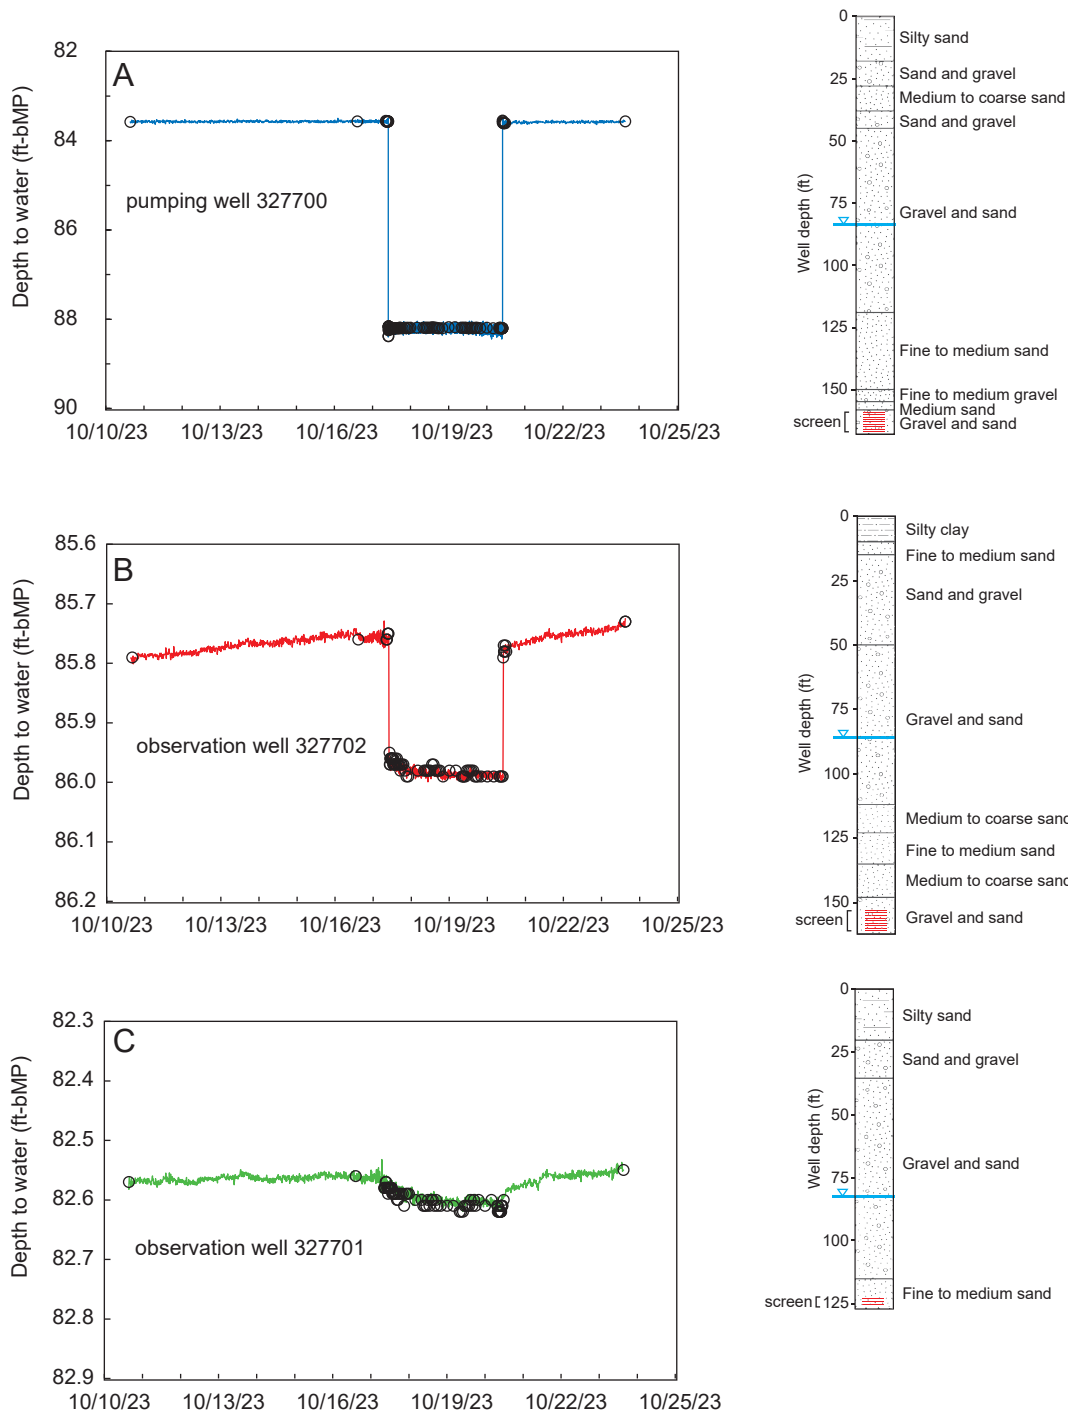 A
Depth to water (ft-bMP)
82
84
86
88
90
pumping well 327700
10/10/23 10/13/23 10/16/23 10/19/23 10/22/23 10/25/23
Well depth (ft)
0
25
50
75
100
125
150
screen
Silty sand
Sand and gravel
Medium to coarse sand
Sand and gravel
Gravel and sand
Fine to medium sand
Fine to medium gravel
Medium sand
Gravel and sand
B
Depth to water (ft-bMP)
85.6
85.7
85.8
85.9
86.0
86.1
86.2
observation well 327702
10/10/23 10/13/23 10/16/23 10/19/23 10/22/23 10/25/23
Well depth (ft)
0
25
50
75
100
125
150
screen
Silty clay
Fine to medium sand
Sand and gravel
Gravel and sand
Medium to coarse sand
Fine to medium sand
Medium to coarse sand
Gravel and sand
C
Depth to water (ft-bMP)
82.3
82.4
82.5
82.6
82.7
82.8
82.9
observation well 327701
10/10/23 10/13/23 10/16/23 10/19/23 10/22/23 10/25/23
Well depth (ft)
0
25
50
75
100
screen 125
Silty sand
Sand and gravel
Gravel and sand
Fine to medium sand